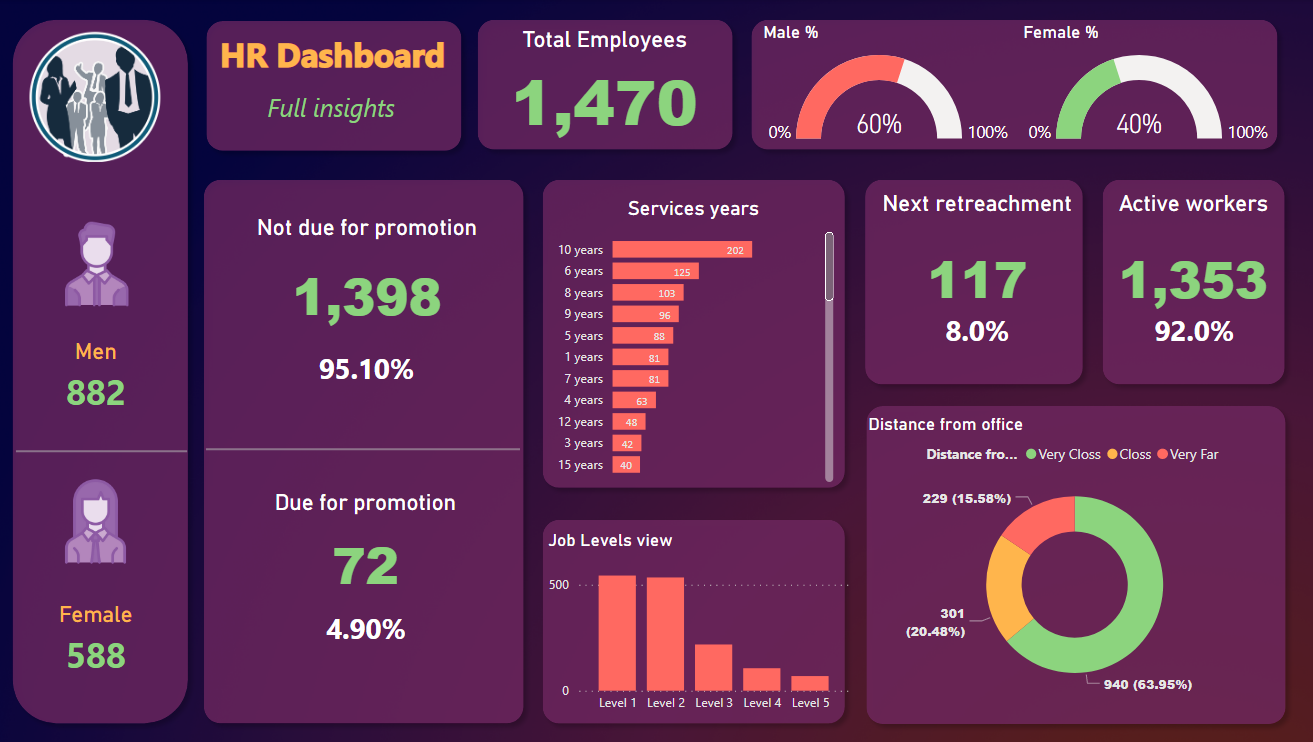 HR Dashboard
Full insights
Total Employees
1,470
Male %
0%
60%
100%
Female %
0%
40%
100%
Men
882
Female
588
Not due for promotion
1,398
95.10%
Due for promotion
72
4.90%
Services years
10 years 202
6 years 125
8 years 103
9 years 96
5 years 88
1 years 81
7 years 81
4 years 63
12 years 48
3 years 42
15 years 40
Job Levels view
500
0
Level 1 Level 2 Level 3 Level 4 Level 5
Next retreachment
117
8.0%
Active workers
1,353
92.0%
Distance from office
Distance fro... Very Closs Closs Very Far
229 (15.58%)
301
(20.48%)
940 (63.95%)